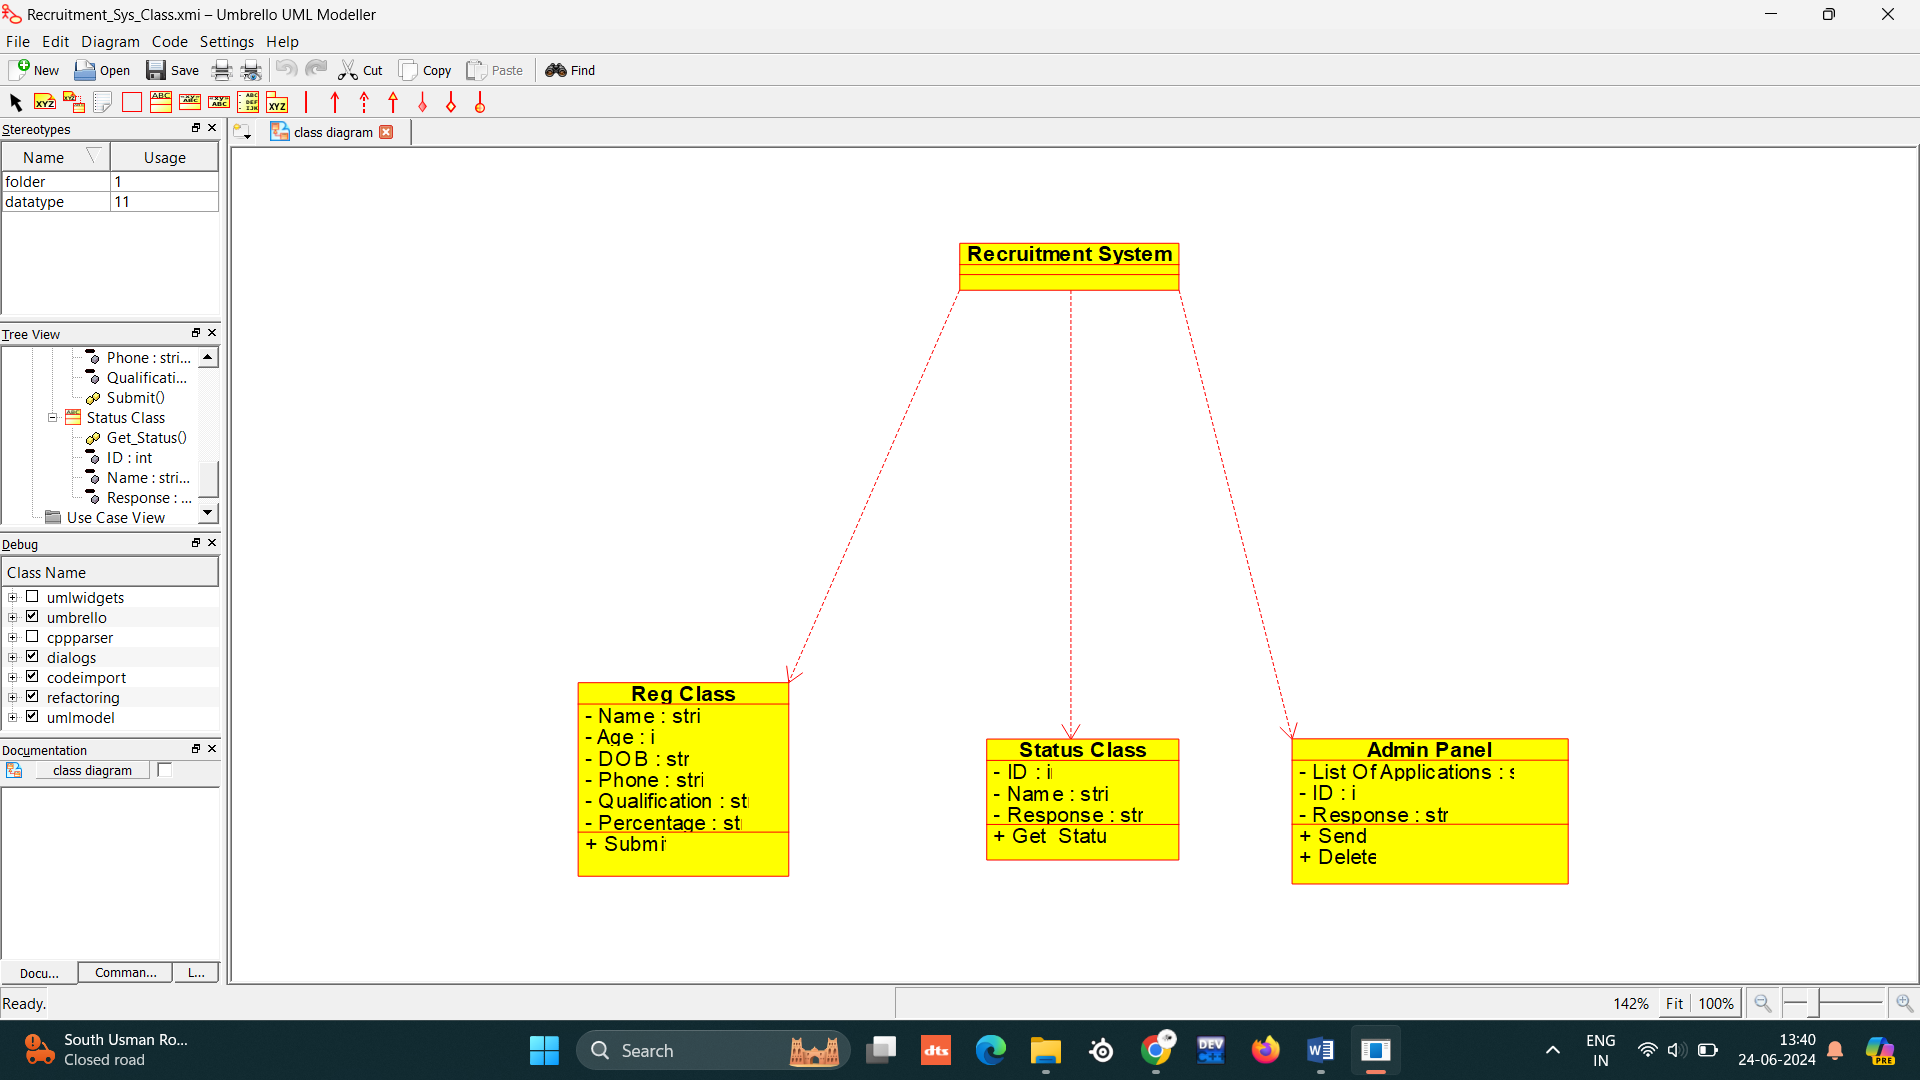 Recruitment_Sys_Class.xmi – Umbrello UML Modeller
File Edit Diagram Code Settings Help
New Open Save Cut Copy Paste Find
Stereotypes
class diagram
Name Usage
folder 1
datatype 11
Tree View
Phone : stri...
Qualificati...
Submit()
Status Class
Get_Status()
ID : int
Name : stri...
Response : ...
Use Case View
Debug
Class Name
umlwidgets
umbrello
cppparser
dialogs
codeimport
refactoring
umlmodel
Documentation
class diagram
Docu... Comman... L...
Recruitment System
Reg Class
- Name : stri
- Age : i
- DOB : str
- Phone : stri
- Qualification : st
- Percentage : st
+ Submi
Status Class
- ID : i
- Name : stri
- Response : str
+ Get Statu
Admin Panel
- List Of Applications : s
- ID : i
- Response : str
+ Send
+ Delete
Ready.
142% Fit 100%
South Usman Ro...
Closed road
Search
dts
DEV
ENG
IN
13:40
24-06-2024
PRE